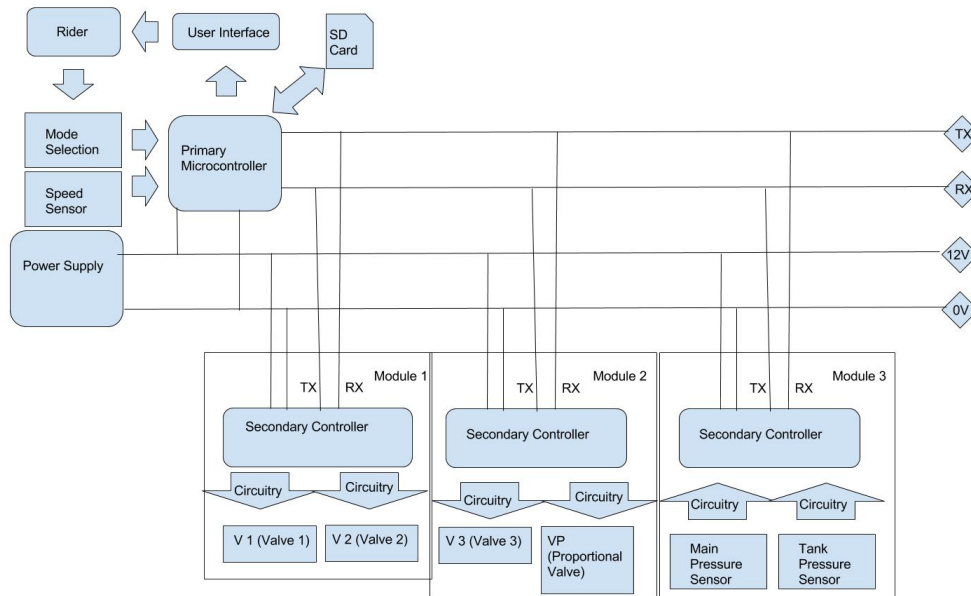 Rider
User Interface
SD
Card
Mode
Selection
Primary
Microcontroller
TX
Speed
Sensor
RX
Power Supply
12V
0V
Module 1
TX
RX
Secondary Controller
Circuitry
Circuitry
V 1 (Valve 1)
V 2 (Valve 2)
Module 2
TX
RX
Secondary Controller
Circuitry
Circuitry
V 3 (Valve 3)
VP
(Proportional
Valve)
Module 3
TX
RX
Secondary Controller
Circuitry
Circuitry
Main
Pressure
Sensor
Tank
Pressure
Sensor